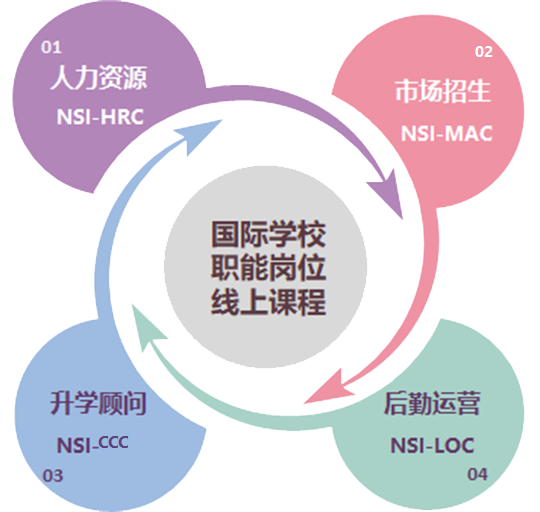 01
人力资源
NSI-HRC
02
市场招生
NSI-MAC
国际学校
职能岗位
线上课程
升学顾问
NSI-CCC
03
后勤运营
NSI-LOC
04